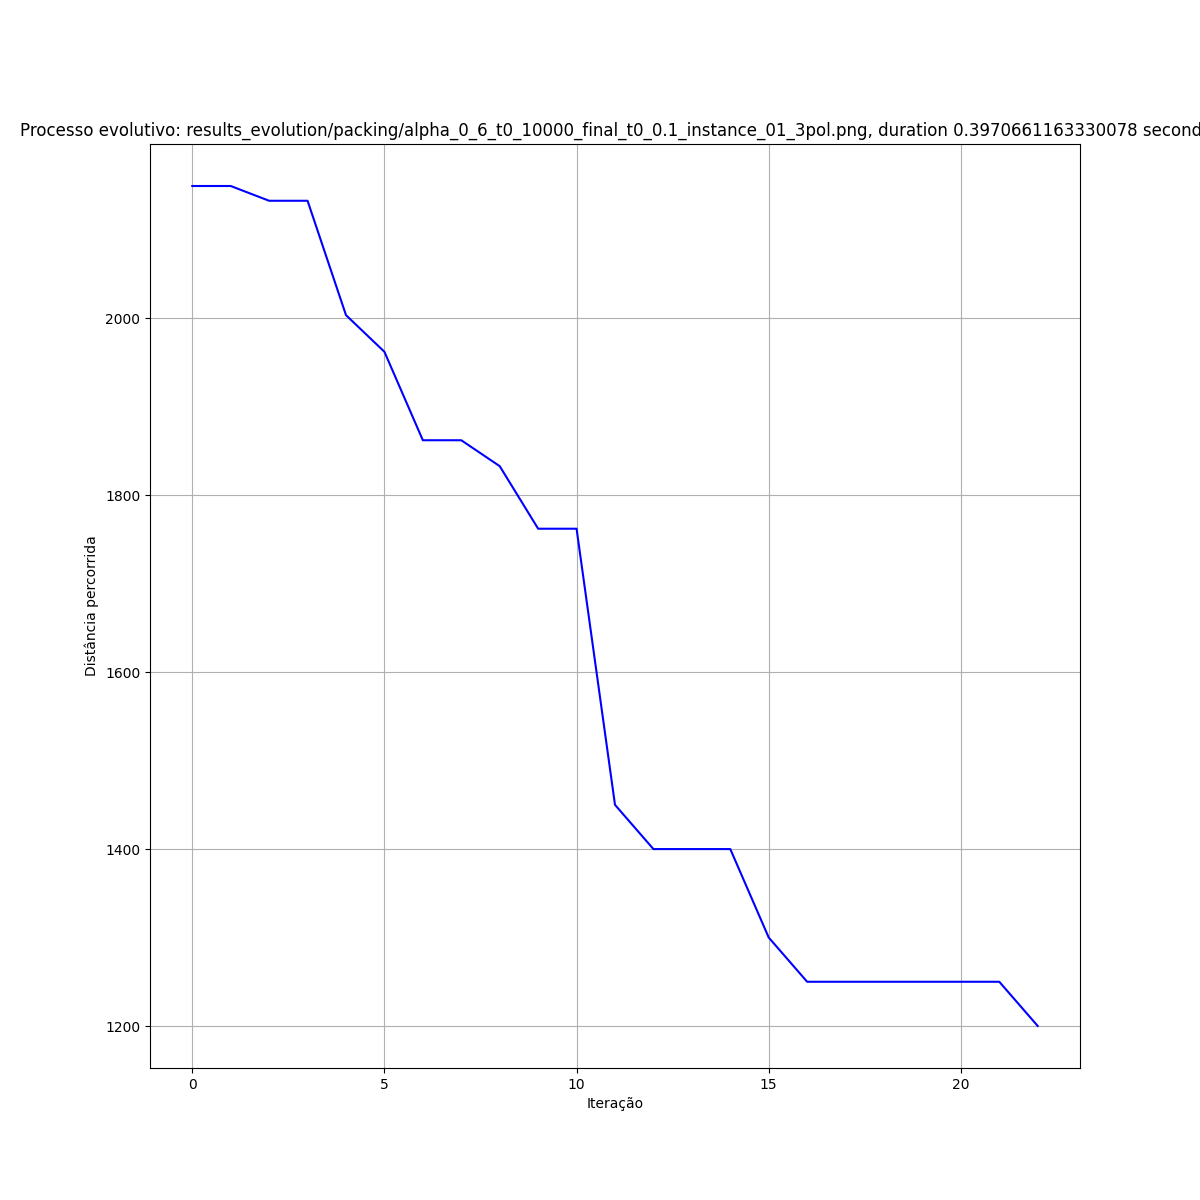 Processo evolutivo: results_evolution/packing/alpha_0_6_t0_10000_final_t0_0.1_instance_01_3pol.png, duration 0.3970661163330078 second
2000
1800
1600
1400
1200
Distância percorrida
0 5 10 15 20
Iteração